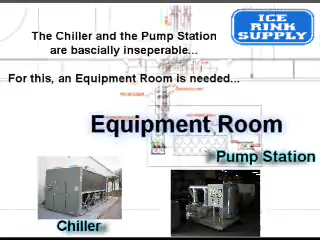 The Chiller and the Pump Station
are bascially inseperable...
ICE
RINK
SUPPLY
For this, an Equipment Room is needed...
Equipment Room
Pump Station
Chiller